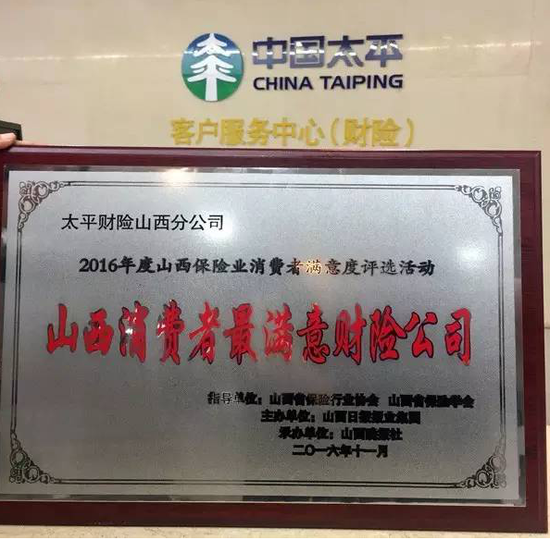 中国太平
CHINA TAIPING
客户服务中心(财险)
太平财险山西分公司
2016年度山西保险业消费者满意度评选活动
山西消费者最满意财险公司
指导单位：山西省保险行业协会 山西省保险学会
主办单位：山西日报报业集团
承办单位：山西晚报社
二〇一六年十一月